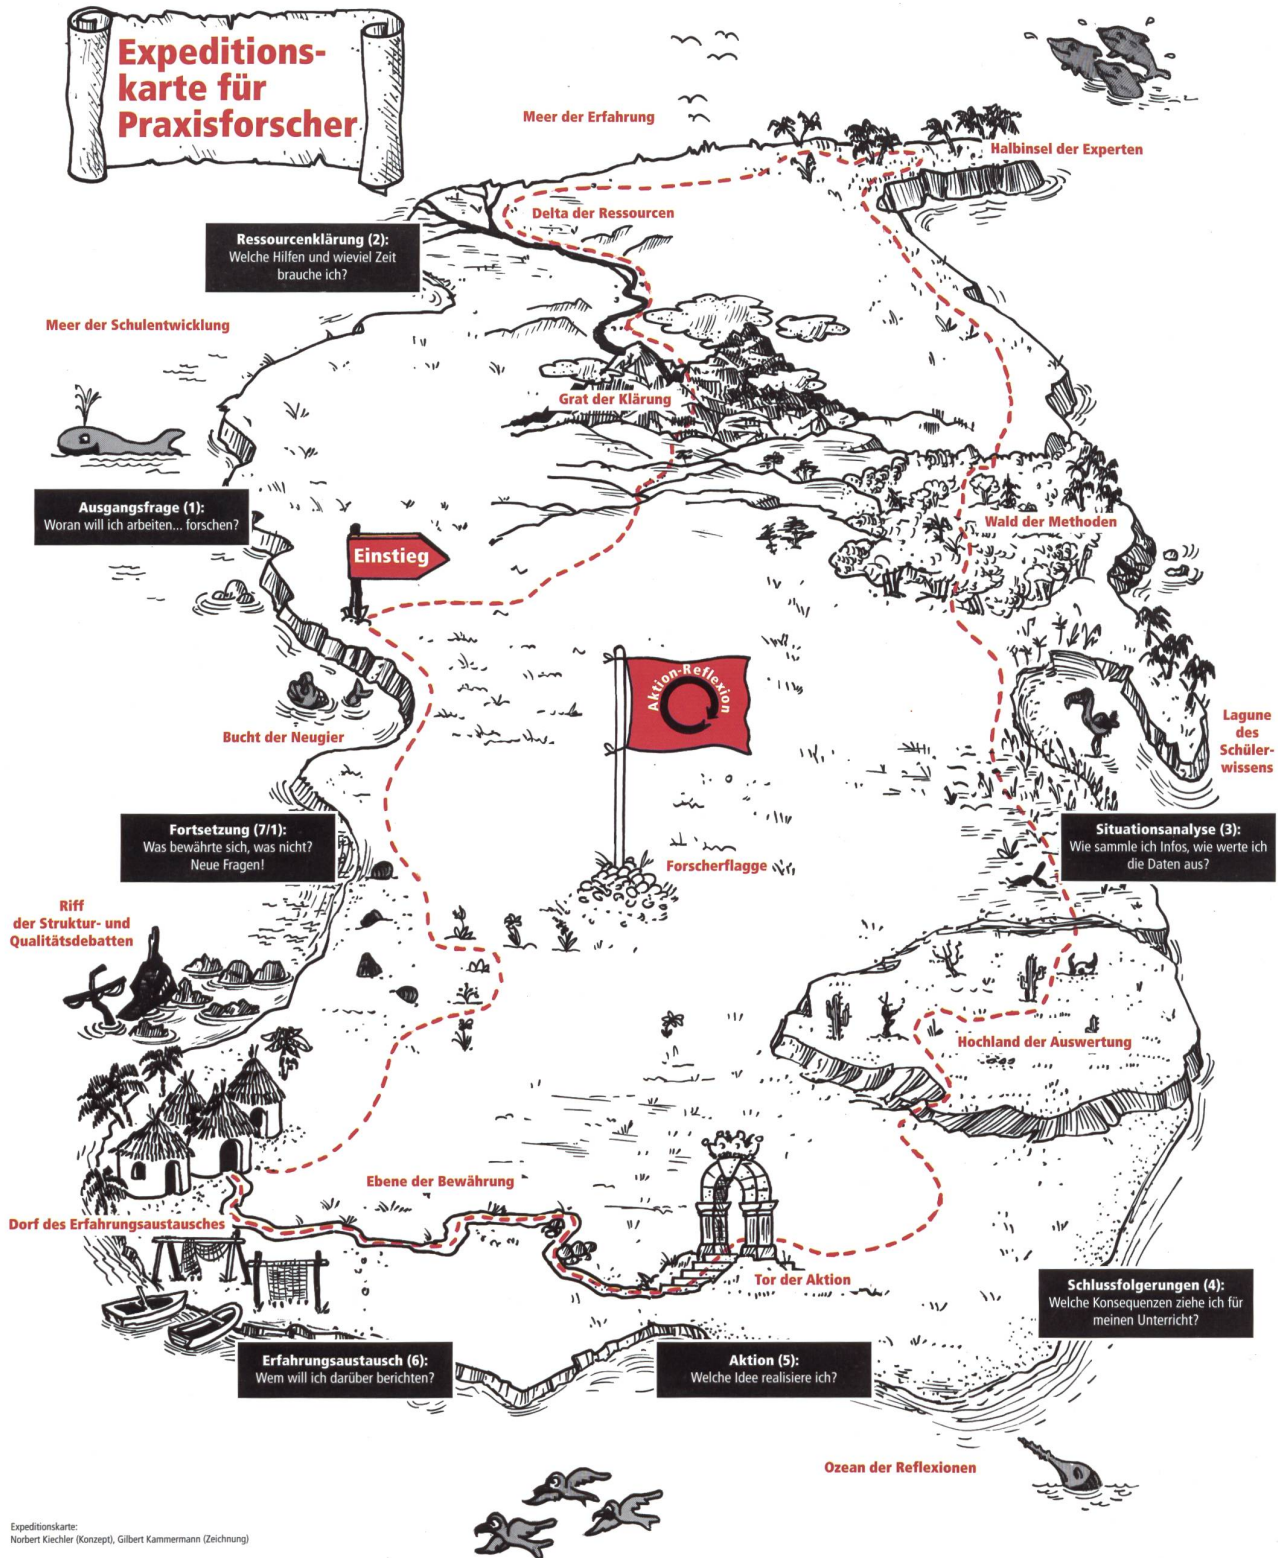 Expeditions-
karte für
Praxisforscher
Meer der Erfahrung
Halbinsel der Experten
Delta der Ressourcen
Ressourcenklärung (2):
Welche Hilfen und wieviel Zeit
brauche ich?
Meer der Schulentwicklung
Grat der Klärung
Ausgangsfrage (1):
Woran will ich arbeiten... forschen?
Wald der Methoden
Einstieg
Aktion-Reflexion
Bucht der Neugier
Lagune
des
Schüler-
wissens
Fortsetzung (7/1):
Was bewährte sich, was nicht?
Neue Fragen!
Situationsanalyse (3):
Wie sammle ich Infos, wie werte ich
die Daten aus?
Forscherflagge
Riff
der Struktur- und
Qualitätsdebatten
Hochland der Auswertung
Ebene der Bewährung
Dorf des Erfahrungsaustausches
Tor der Aktion
Schlussfolgerungen (4):
Welche Konsequenzen ziehe ich für
meinen Unterricht?
Erfahrungsaustausch (6):
Wem will ich darüber berichten?
Aktion (5):
Welche Idee realisiere ich?
Ozean der Reflexionen
Expeditionskarte:
Norbert Kiechler (Konzept), Gilbert Kammermann (Zeichnung)